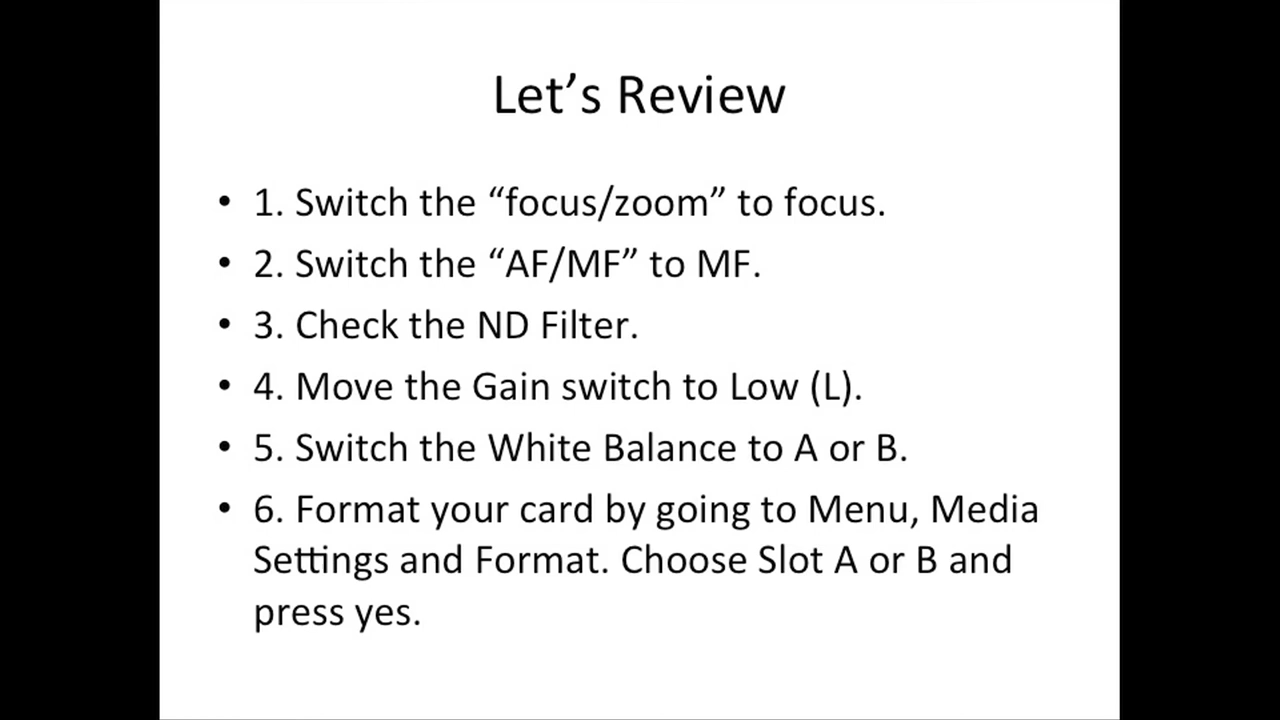 Let’s Review
• 1. Switch the “focus/zoom” to focus.
• 2. Switch the “AF/MF” to MF.
• 3. Check the ND Filter.
• 4. Move the Gain switch to Low (L).
• 5. Switch the White Balance to A or B.
• 6. Format your card by going to Menu, Media
Settings and Format. Choose Slot A or B and
press yes.